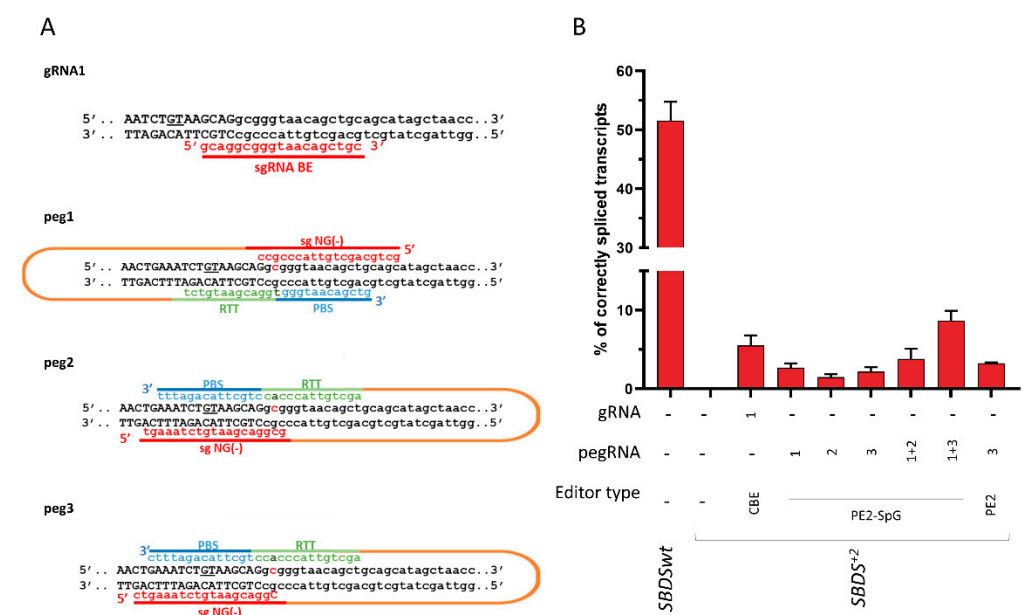 A
B
gRNA1
5’.. AATCTGTAAGCAGgcgggtaacagctgcagcatagctaacc..3’
3’.. TTAGACATTCGTCcgcccattgtcgacgtcgtatcgattgg..5’
5’gcaggcgggtaacagctgc 3’
sgRNA BE
peg1
sg NG(-) 5’
ccgcccattgtcgacgtcg
5’.. AACTGAAATCTGTAAGCAGgcgggtaacagctgcagcatagctaacc..3’
3’.. TTGACTTTAGACATTCGTCcgcccattgtcgacgtcgtatcgattgg..5’
tctgtaagcaggtgggtaacagctg
RTT PBS 3’
peg2
3’ PBS RTT
tttagacattcgtccacccattgtcga
5’.. AACTGAAATCTGTAAGCAGgcgggtaacagctgcagcatagctaacc..3’
3’.. TTGACTTTAGACATTCGTCcgcccattgtcgacgtcgtatcgattgg..5’
tgaaatctgtaagcaggcg
5’ sg NG(-)
peg3
3’ PBS RTT
ctttagacattcgtccacccattgtcga
5’.. AACTGAAATCTGTAAGCAGgcgggtaacagctgcagcatagctaacc..3’
3’.. TTGACTTTAGACATTCGTCcgcccattgtcgacgtcgtatcgattgg..5’
ctgaaatctgtaagcaggC
5’ sg NG(-)
% of correctly spliced transcripts
60
50
40
30
10
0
gRNA - - 1 - - - - - -
pegRNA - - - 1 2 3 1+2 1+3 3
Editor type - - CBE PE2-SpG PE2
SBDSwt SBDS+2